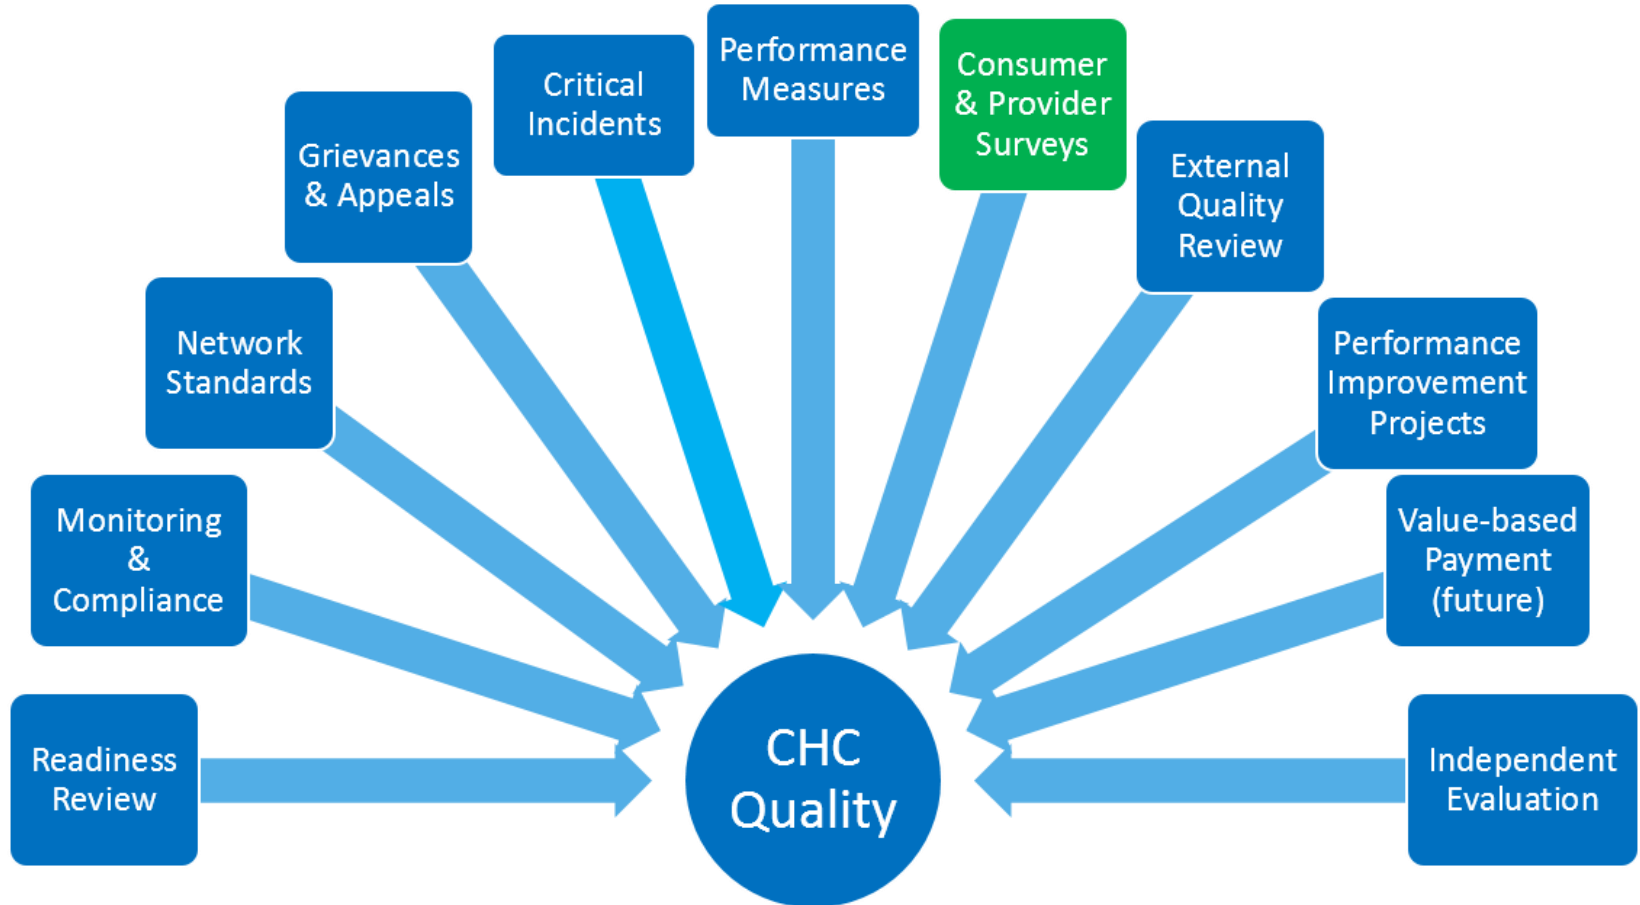 Performance
Measures
Consumer
& Provider
Surveys
Critical
Incidents
Grievances
& Appeals
External
Quality
Review
Network
Standards
Performance
Improvement
Projects
Monitoring
&
Compliance
Value-based
Payment
(future)
Readiness
Review
CHC
Quality
Independent
Evaluation